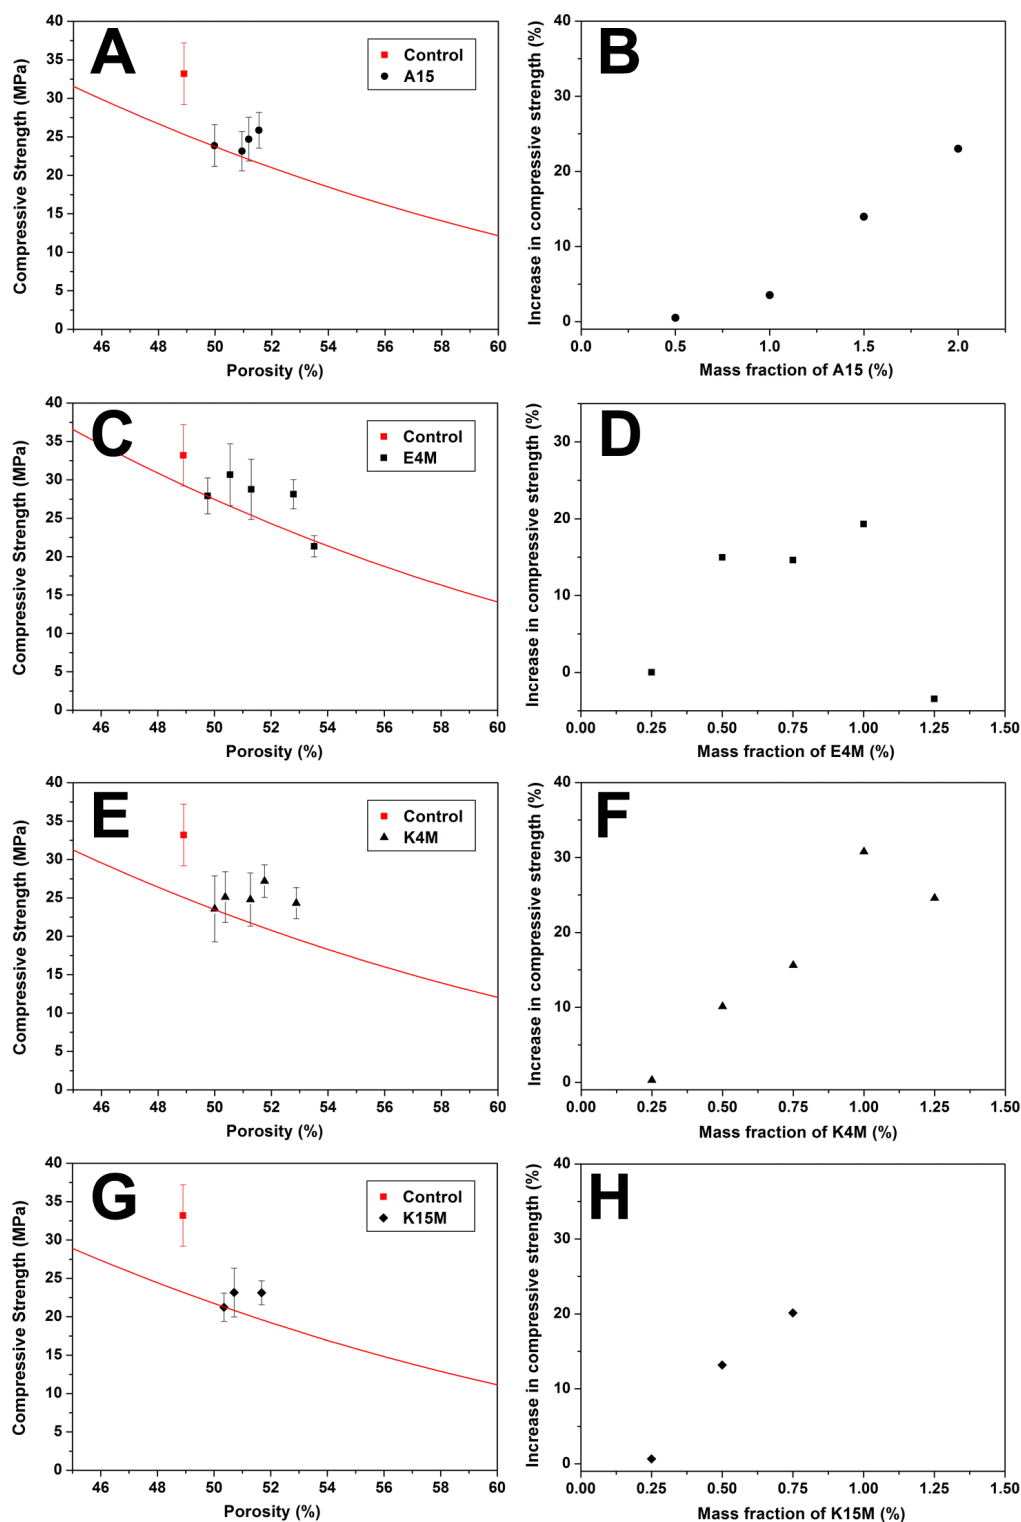 A
Control
A15
Compressive Strength (MPa)
40
35
30
25
20
15
10
5
0
46 48 50 52 54 56 58 60
Porosity (%)
B
Increase in compressive strength (%)
40
30
20
10
0
0.0 0.5 1.0 1.5 2.0
Mass fraction of A15 (%)
C
Control
E4M
Compressive Strength (MPa)
40
35
30
25
20
15
10
5
0
46 48 50 52 54 56 58 60
Porosity (%)
D
Increase in compressive strength (%)
30
20
10
0
0.00 0.25 0.50 0.75 1.00 1.25 1.50
Mass fraction of E4M (%)
E
Control
K4M
Compressive Strength (MPa)
40
35
30
25
20
15
10
5
0
46 48 50 52 54 56 58 60
Porosity (%)
F
Increase in compressive strength (%)
40
30
20
10
0
0.00 0.25 0.50 0.75 1.00 1.25 1.50
Mass fraction of K4M (%)
G
Control
K15M
Compressive Strength (MPa)
40
35
30
25
20
15
10
5
0
46 48 50 52 54 56 58 60
Porosity (%)
H
Increase in compressive strength (%)
40
30
20
10
0
0.00 0.25 0.50 0.75 1.00 1.25 1.50
Mass fraction of K15M (%)